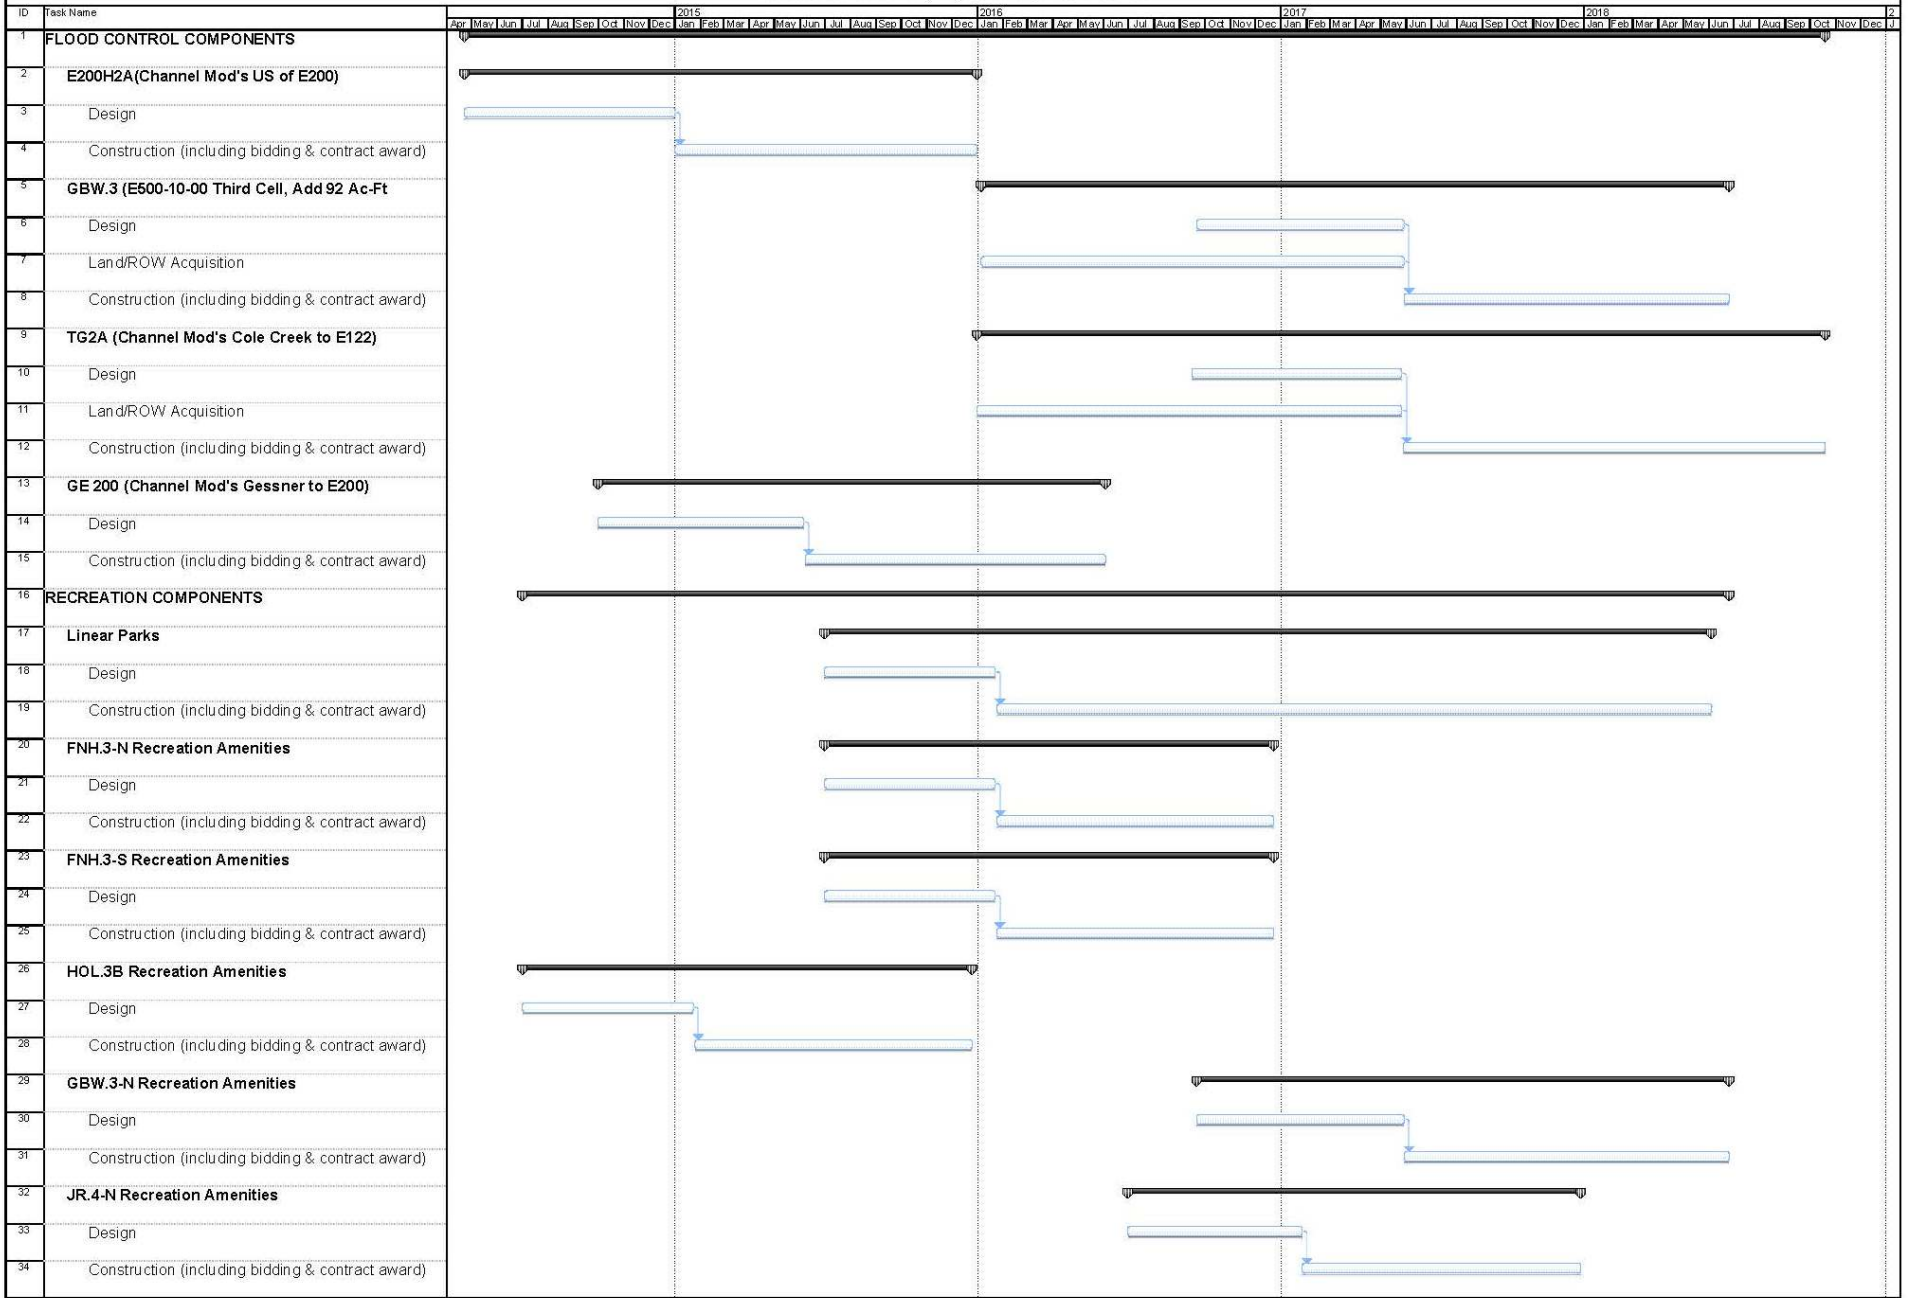 ID Task Name 2015 2016 2017 2018 2
Apr May Jun Jul Aug Sep Oct Nov Dec Jan Feb Mar Apr May Jun Jul Aug Sep Oct Nov Dec Jan Feb Mar Apr May Jun Jul Aug Sep Oct Nov Dec Jan Feb Mar Apr May Jun Jul Aug Sep Oct Nov Dec Jan Feb Mar Apr May Jun Jul Aug Sep Oct Nov Dec J
1 FLOOD CONTROL COMPONENTS
2 E200H2A(Channel Mod's US of E200)
3 Design
4 Construction (including bidding & contract award)
5 GBW.3 (E500-10-00 Third Cell, Add 92 Ac-Ft
6 Design
7 Land/ROW Acquisition
8 Construction (including bidding & contract award)
9 TG2A (Channel Mod's Cole Creek to E122)
10 Design
11 Land/ROW Acquisition
12 Construction (including bidding & contract award)
13 GE 200 (Channel Mod's Gessner to E200)
14 Design
15 Construction (including bidding & contract award)
16 RECREATION COMPONENTS
17 Linear Parks
18 Design
19 Construction (including bidding & contract award)
20 FNH.3-N Recreation Amenities
21 Design
22 Construction (including bidding & contract award)
23 FNH.3-S Recreation Amenities
24 Design
25 Construction (including bidding & contract award)
26 HOL.3B Recreation Amenities
27 Design
28 Construction (including bidding & contract award)
29 GBW.3-N Recreation Amenities
30 Design
31 Construction (including bidding & contract award)
32 JR.4-N Recreation Amenities
33 Design
34 Construction (including bidding & contract award)